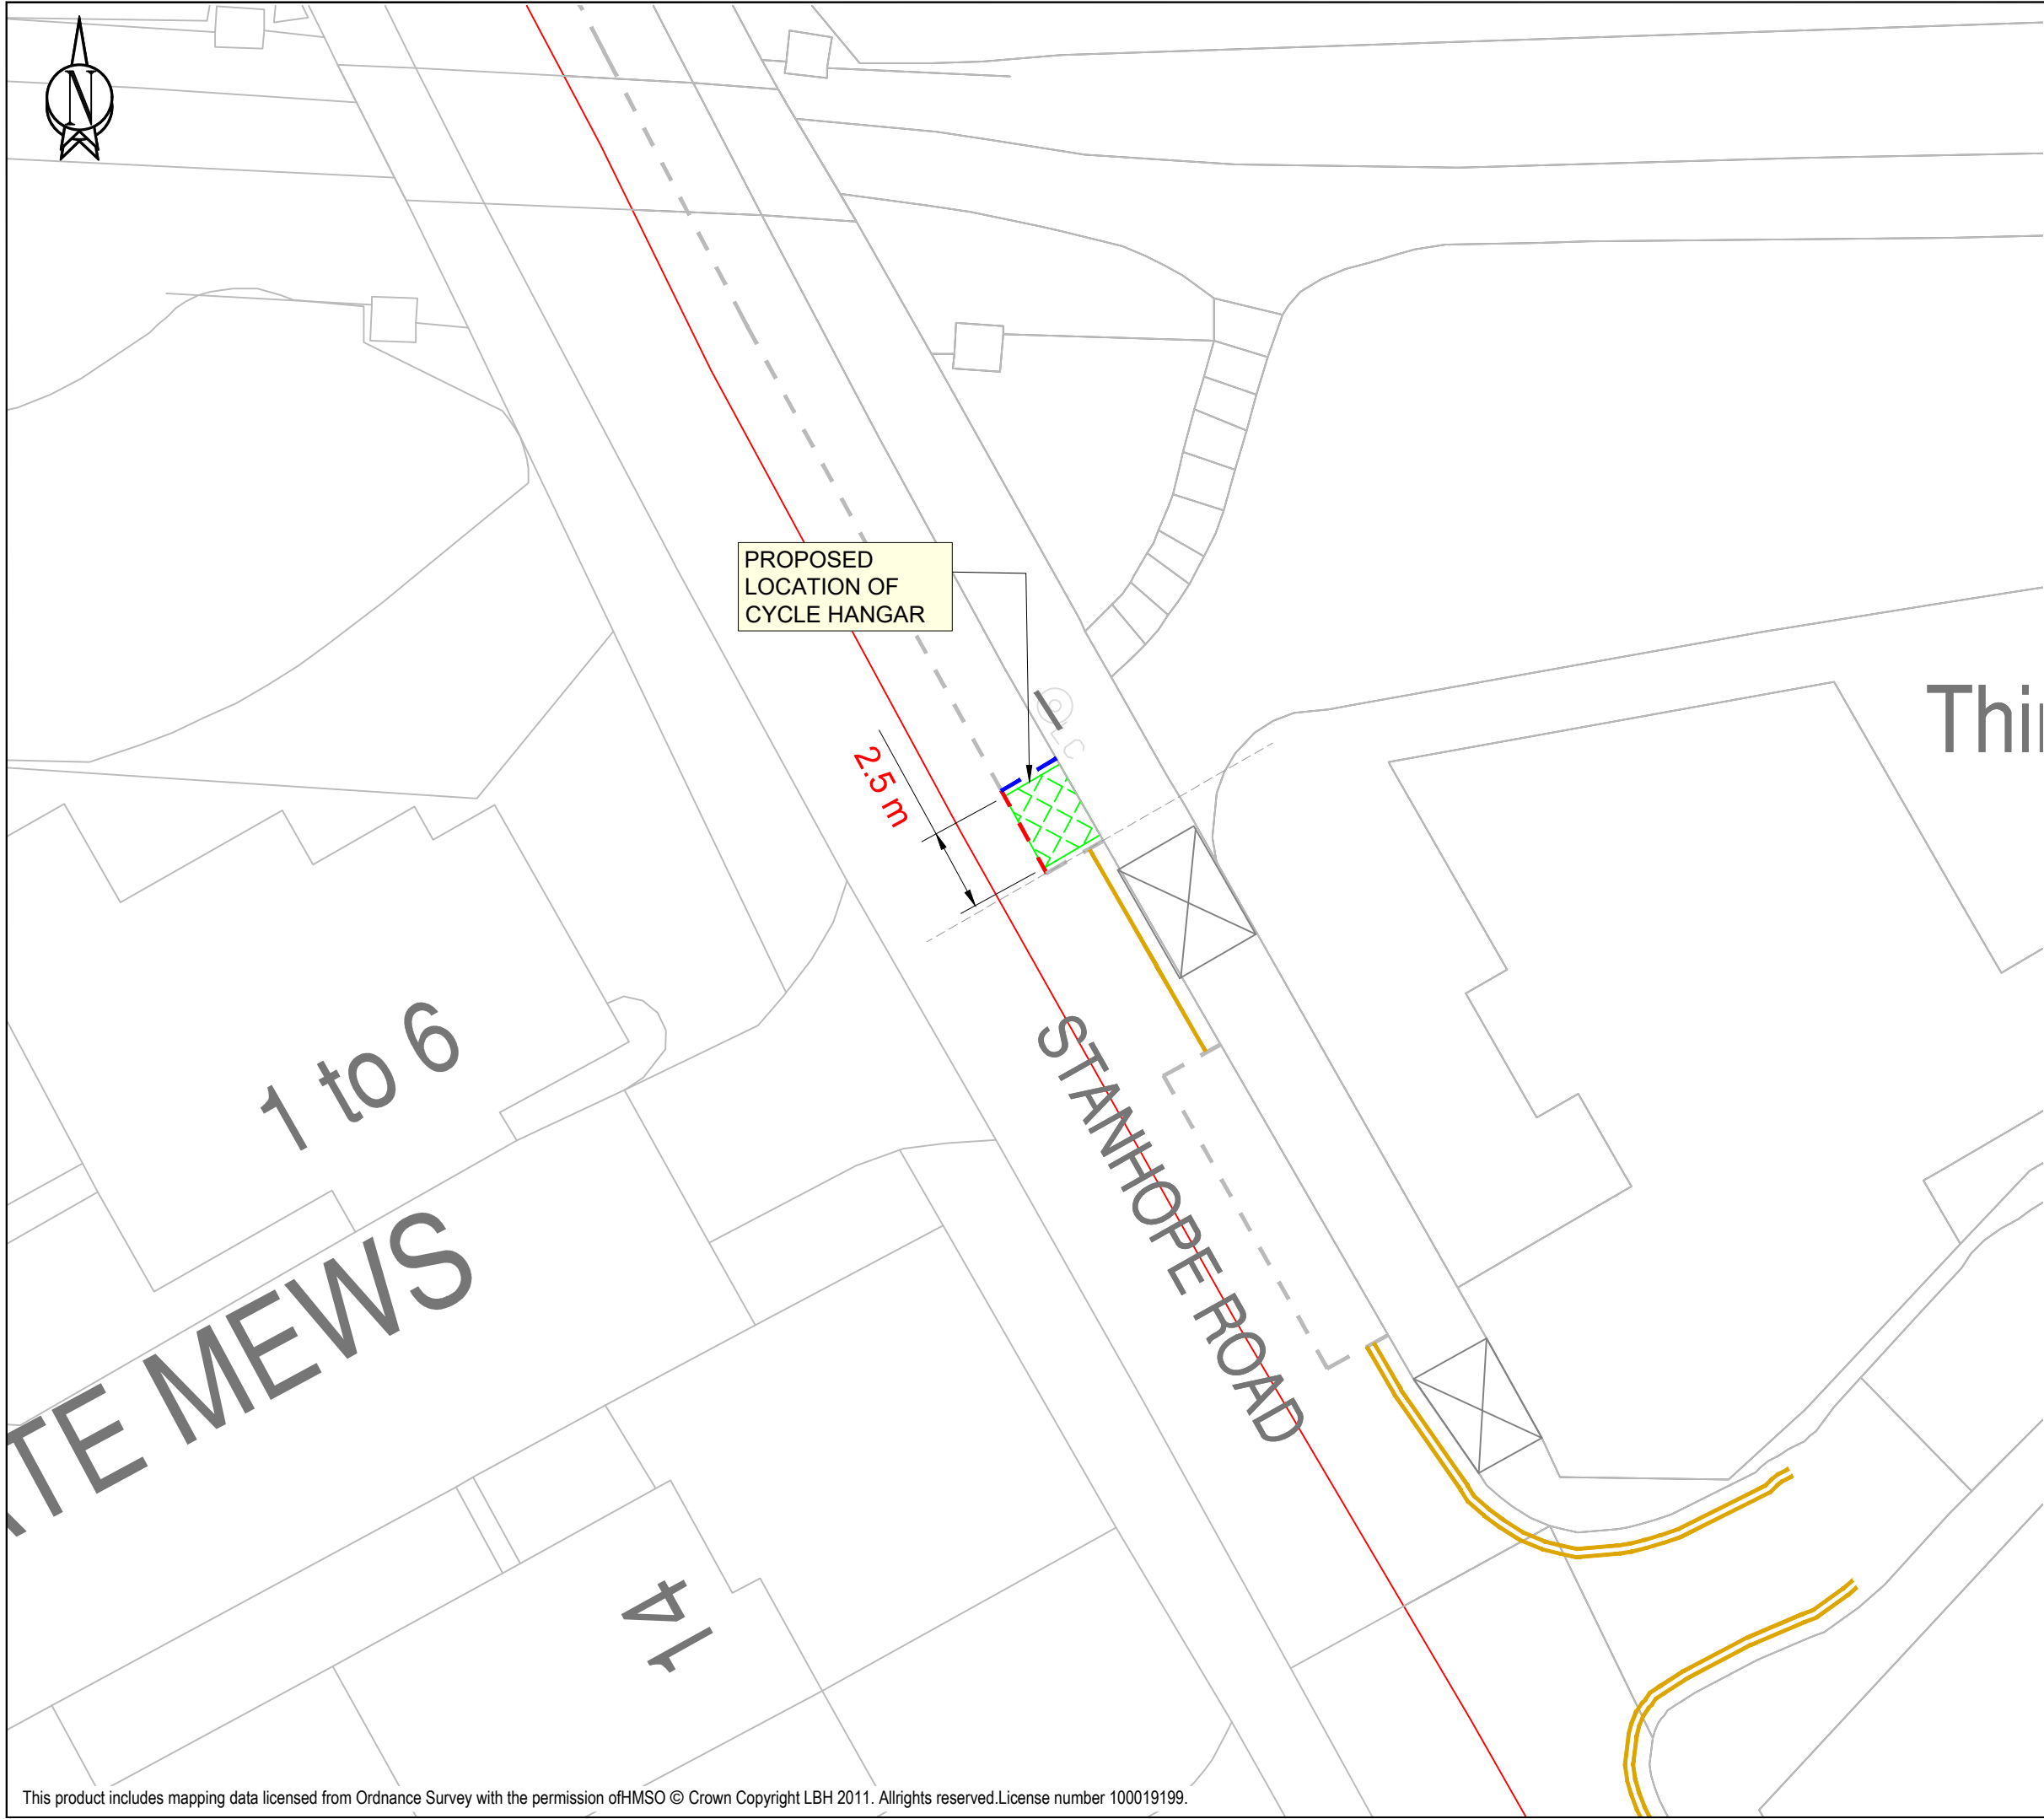 N
PROPOSED
LOCATION OF
CYCLE HANGAR
2.5 m
1 to 6
STANHOPE ROAD
TE MEWS
14
This product includes mapping data licensed from Ordnance Survey with the permission ofHMSO © Crown Copyright LBH 2011. Allrights reserved.License number 100019199.